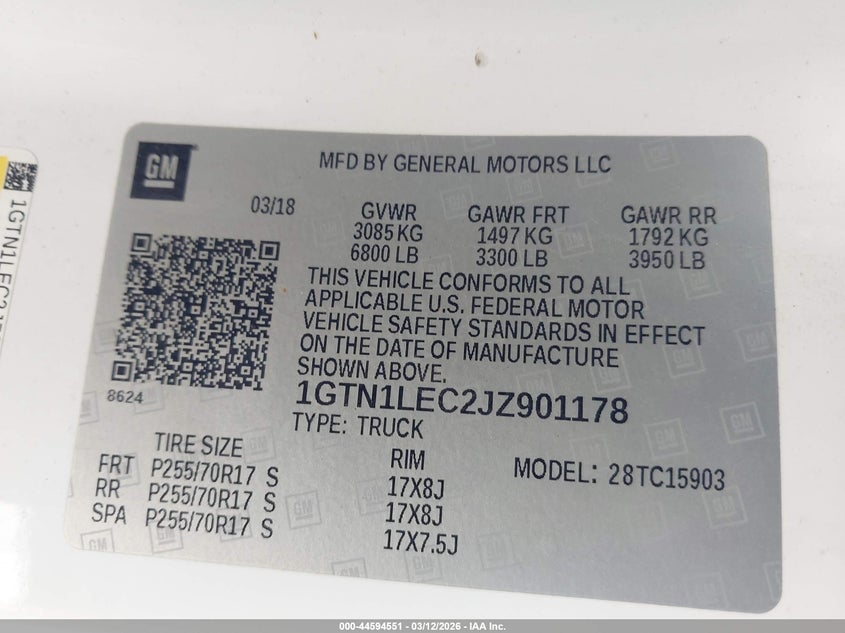 GM
MFD BY GENERAL MOTORS LLC
03/18
GVWR GAWR FRT GAWR RR
3085 KG 1497 KG 1792 KG
6800 LB 3300 LB 3950 LB
THIS VEHICLE CONFORMS TO ALL
APPLICABLE U.S. FEDERAL MOTOR
VEHICLE SAFETY STANDARDS IN EFFECT
ON THE DATE OF MANUFACTURE
SHOWN ABOVE.
8624
1GTN1LEC2JZ901178
TYPE: TRUCK
TIRE SIZE RIM MODEL: 28TC15903
FRT P255/70R17 S 17X8J
RR P255/70R17 S 17X8J
SPA P255/70R17 S 17X7.5J
000-44594551 - 03/12/2026 - IAA Inc.